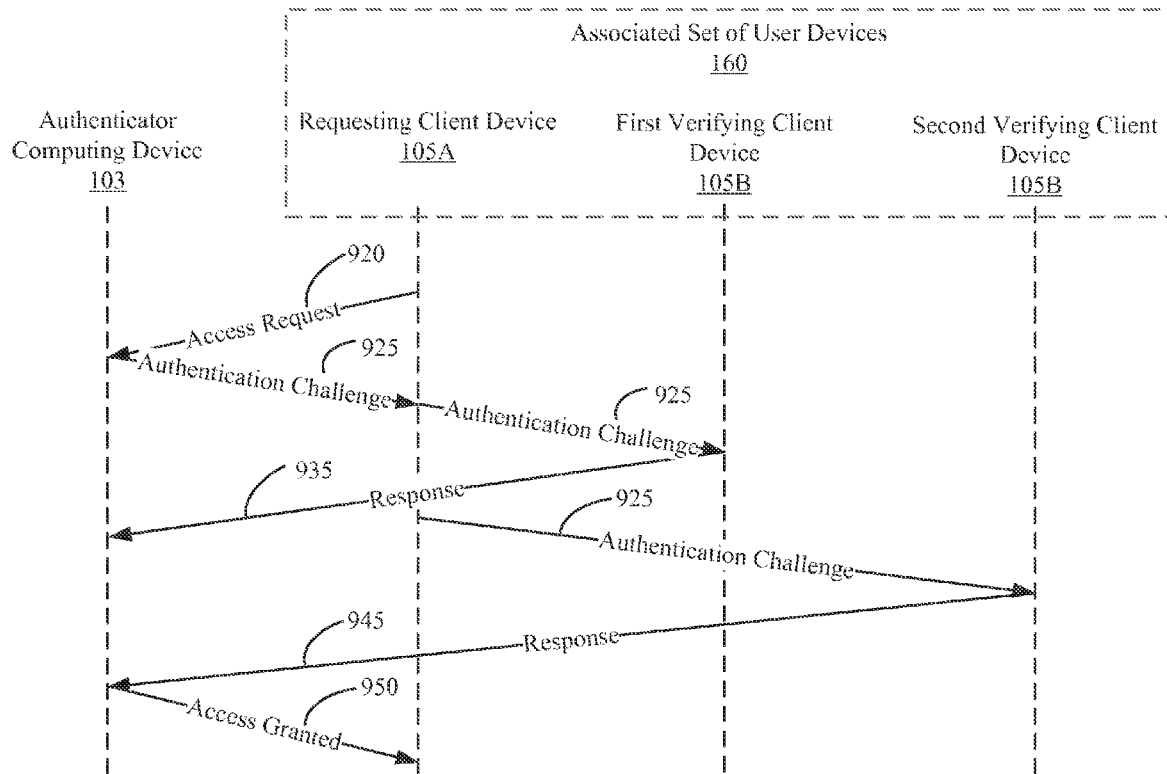 Associated Set of User Devices
160
Authenticator
Computing Device
103
Requesting Client Device
105A
First Verifying Client
Device
105B
Second Verifying Client
Device
105B
920
Access Request
925
Authentication Challenge
925
Authentication Challenge
935
Response
925
Authentication Challenge
945
Response
950
Access Granted